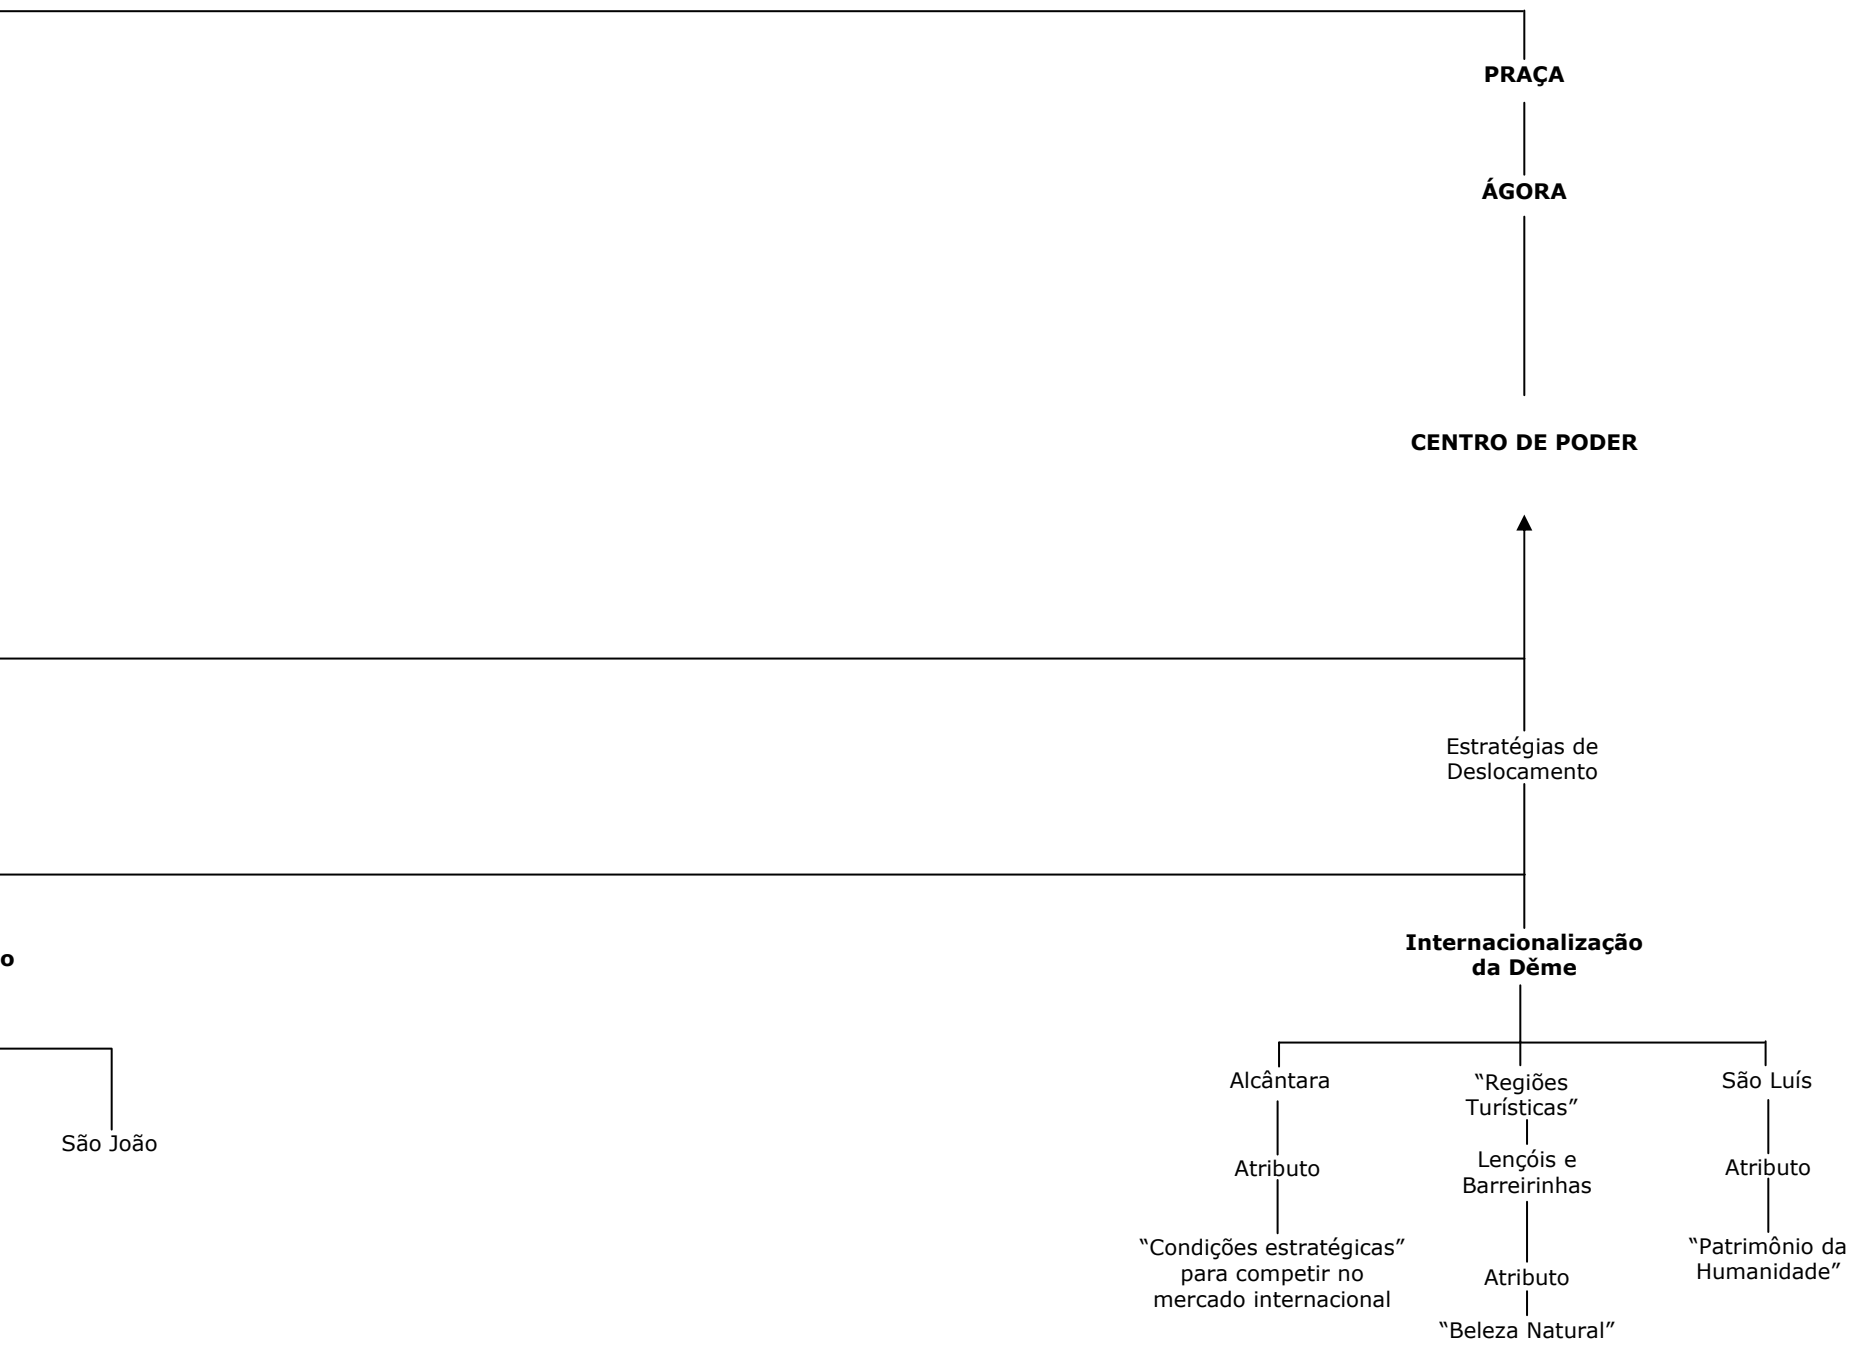 PRAÇA
ÁGORA
CENTRO DE PODER
Estratégias de
Deslocamento
Internacionalização
da Děme
o
Alcântara
“Regiões
Turísticas”
São Luís
São João
Lençóis e
Barreirinhas
Atributo
Atributo
“Condições estratégicas”
para competir no
mercado internacional
Atributo
“Patrimônio da
Humanidade”
“Beleza Natural”